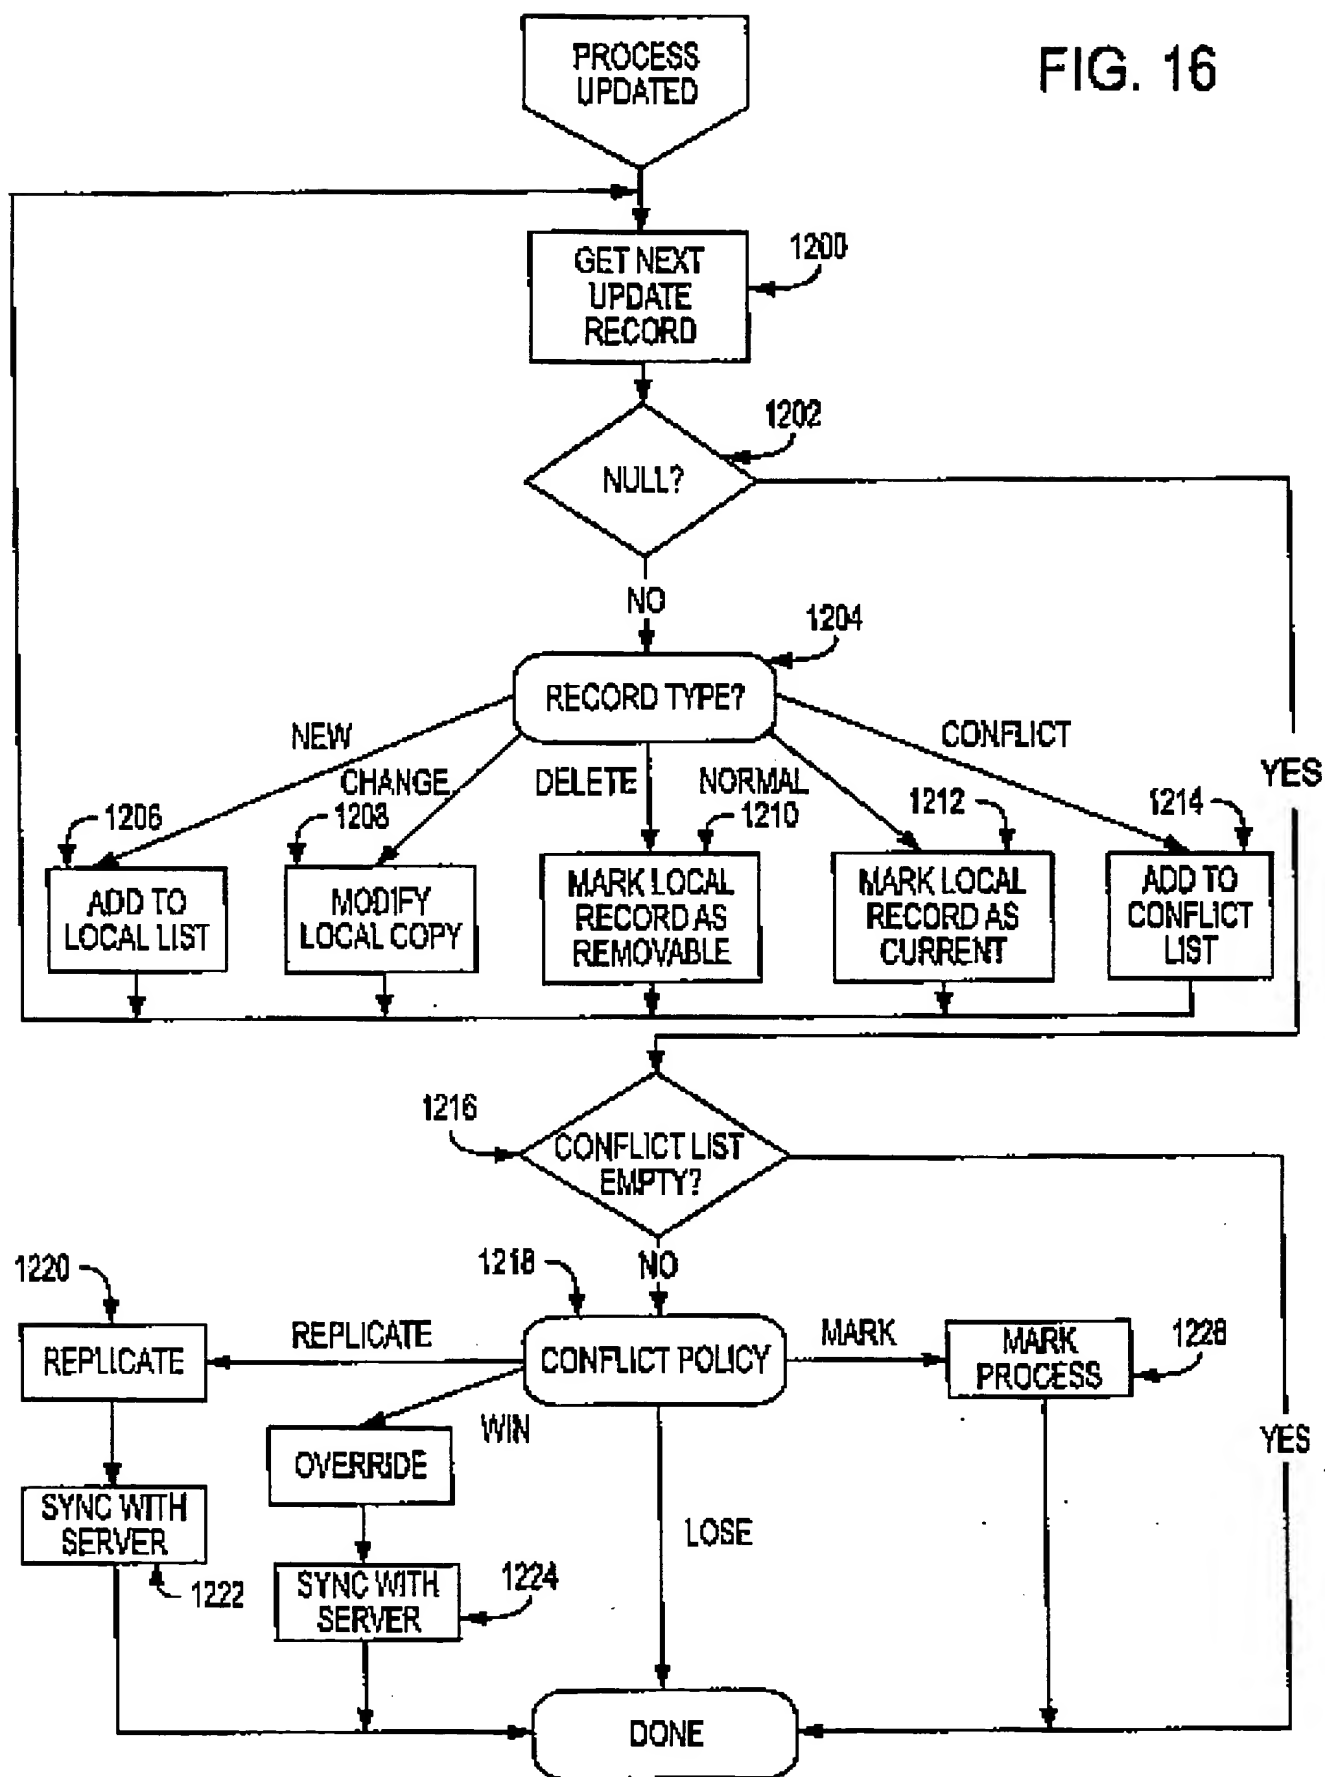 PROCESS
UPDATED
FIG. 16
GET NEXT
UPDATE
RECORD
1200
1202
NULL?
NO
1204
RECORD TYPE?
NEW
CHANGE
DELETE
NORMAL
CONFLICT
YES
1206
1208
1210
1212
1214
ADD TO
LOCAL LIST
MODIFY
LOCAL COPY
MARK LOCAL
RECORD AS
REMOVABLE
MARK LOCAL
RECORD AS
CURRENT
ADD TO
CONFLICT
LIST
1216
CONFLICT LIST
EMPTY?
NO
1218
1220
REPLICATE
REPLICATE
CONFLICT POLICY
MARK
MARK
PROCESS
1226
WIN
OVERRIDE
YES
SYNC WITH
SERVER
1222
LOSE
SYNC WITH
SERVER
1224
DONE